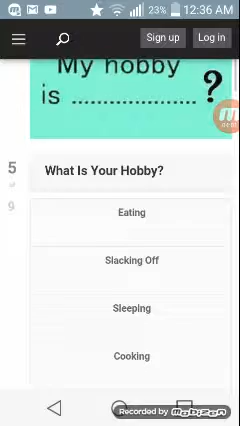 23% 12:36 AM
Sign up Log in
My hobby
is ..................... ?
5
What Is Your Hobby?
9
Eating
Slacking Off
Sleeping
Cooking
Recorded by MOBIZEN